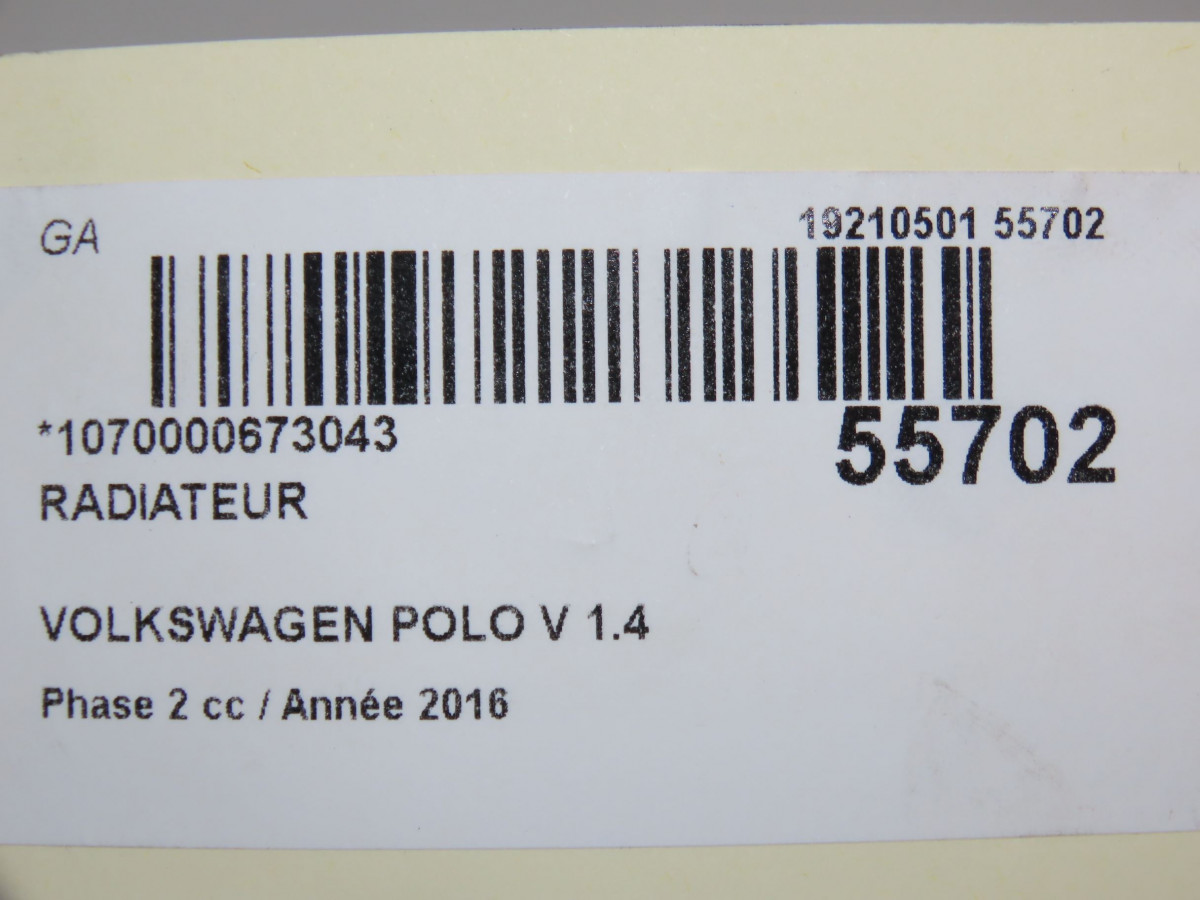 GA
19210501 55702
*1070000673043
55702
RADIATEUR
VOLKSWAGEN POLO V 1.4
Phase 2 cc / Année 2016